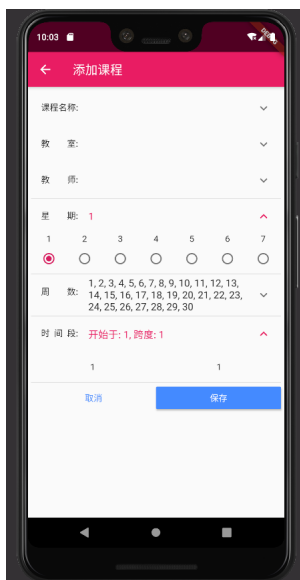 10:03
DEBUG
添加课程
课程名称:
教 室:
教 师:
星 期: 1
1 2 3 4 5 6 7
周 数: 1, 2, 3, 4, 5, 6, 7, 8, 9, 10, 11, 12, 13,
14, 15, 16, 17, 18, 19, 20, 21, 22, 23,
24, 25, 26, 27, 28, 29, 30
时 间 段: 开始于: 1, 跨度: 1
1 1
取消 保存